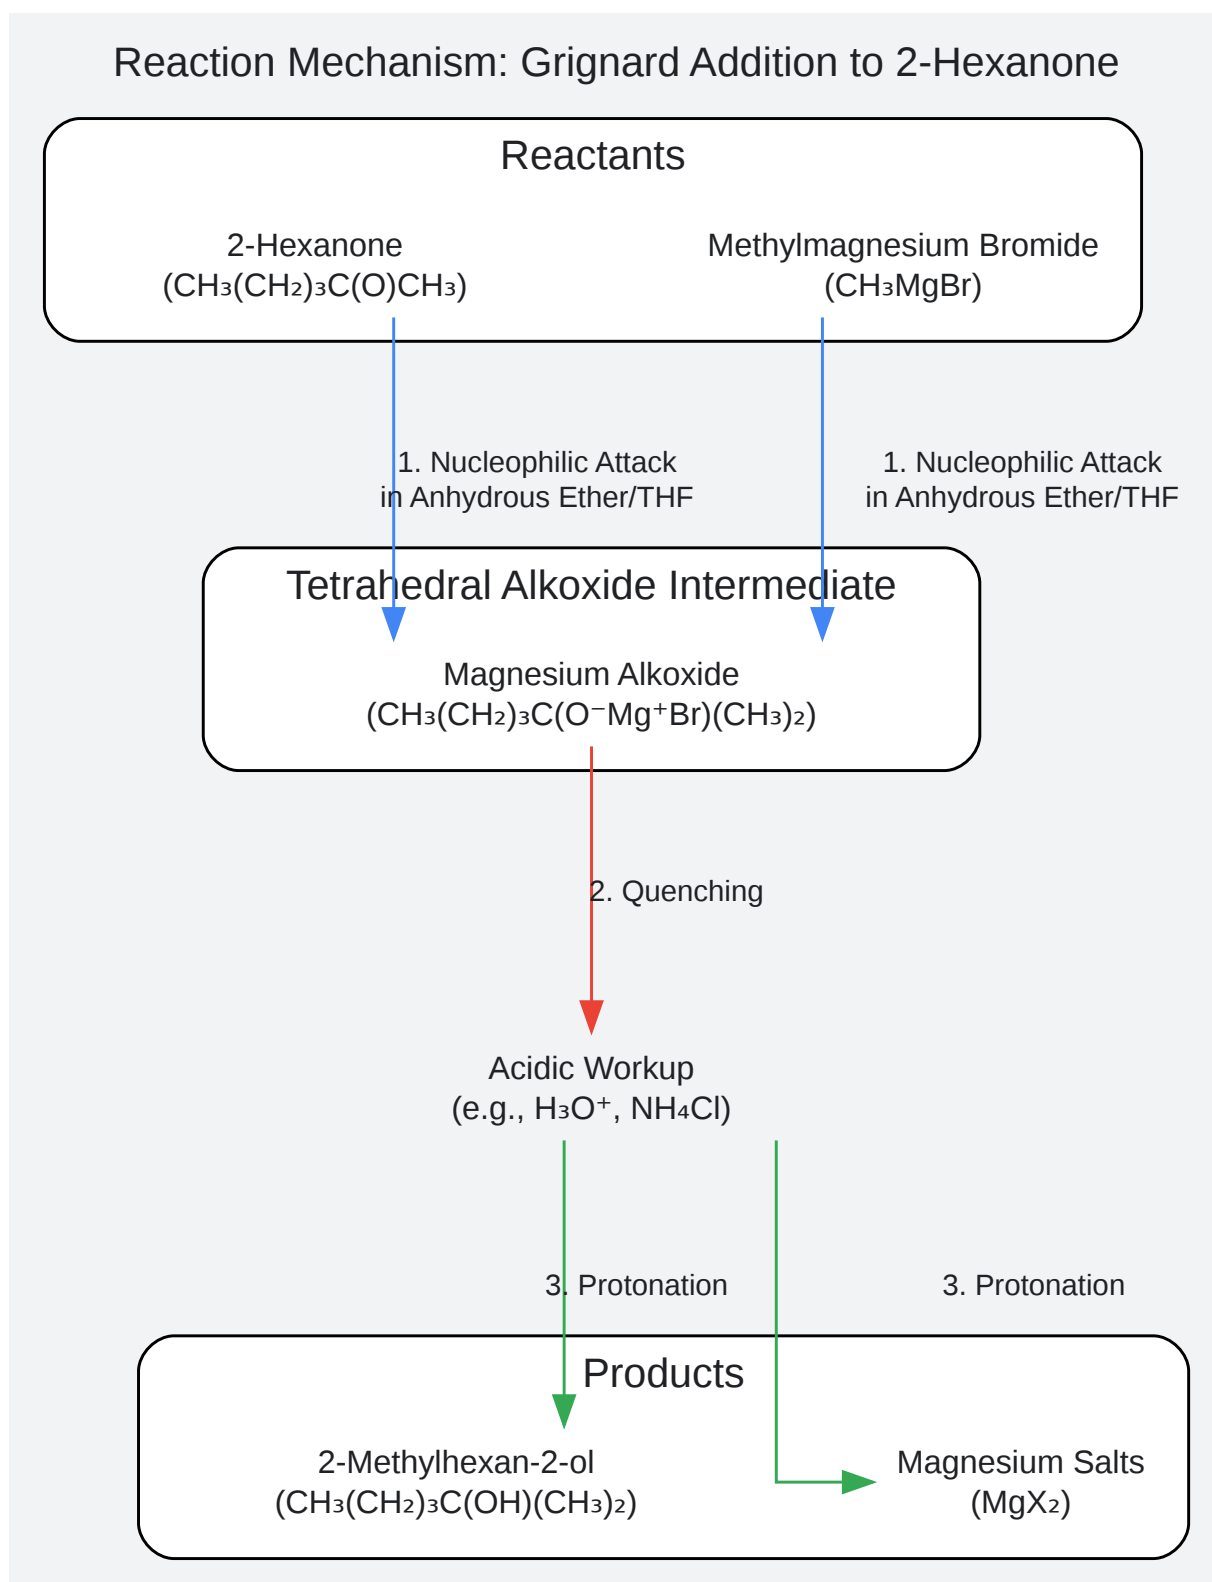 Reaction Mechanism: Grignard Addition to 2-Hexanone
Reactants
2-Hexanone
(CH₃(CH₂)₃C(O)CH₃)
Methylmagnesium Bromide
(CH₃MgBr)
1. Nucleophilic Attack
in Anhydrous Ether/THF
1. Nucleophilic Attack
in Anhydrous Ether/THF
Tetrahedral Alkoxide Intermediate
Magnesium Alkoxide
(CH₃(CH₂)₃C(O⁻Mg⁺Br)(CH₃)₂)
2. Quenching
Acidic Workup
(e.g., H₃O⁺, NH₄Cl)
3. Protonation
3. Protonation
Products
2-Methylhexan-2-ol
(CH₃(CH₂)₃C(OH)(CH₃)₂)
Magnesium Salts
(MgX₂)